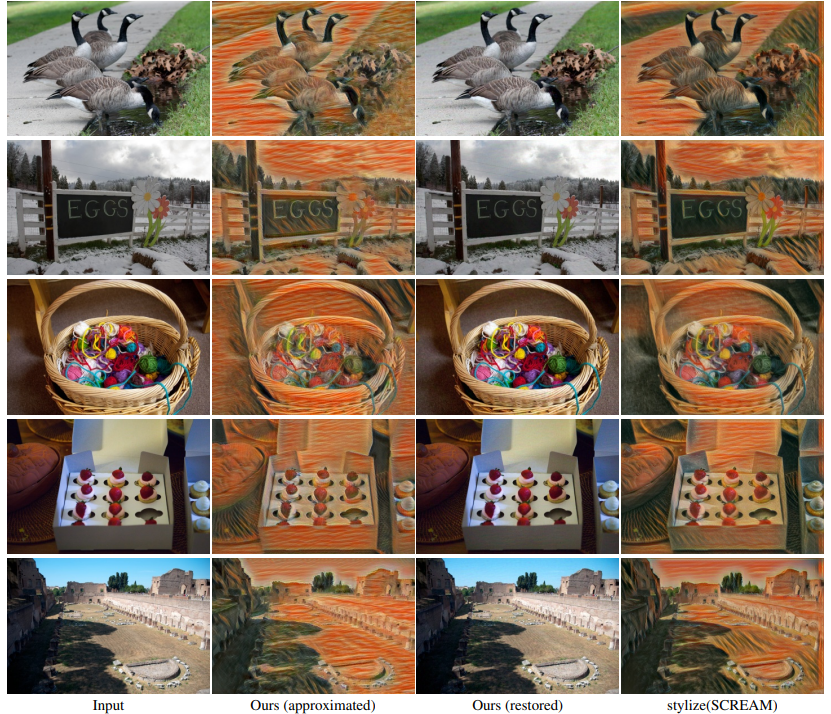 EGGS EGGS EGGS EGGS
Input Ours (approximated) Ours (restored) stylize(SCREAM)